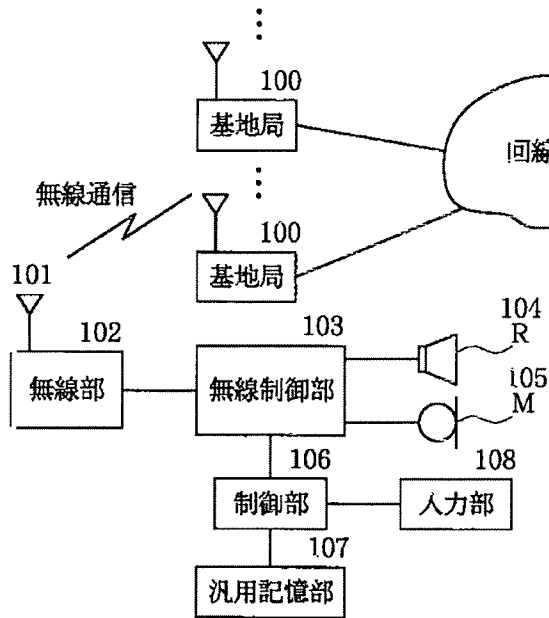 100
基地局
回線
無線通信
100
基地局
101
102
無線部
103
無線制御部
104
R
105
M
106
制御部
108
入力部
107
汎用記憶部